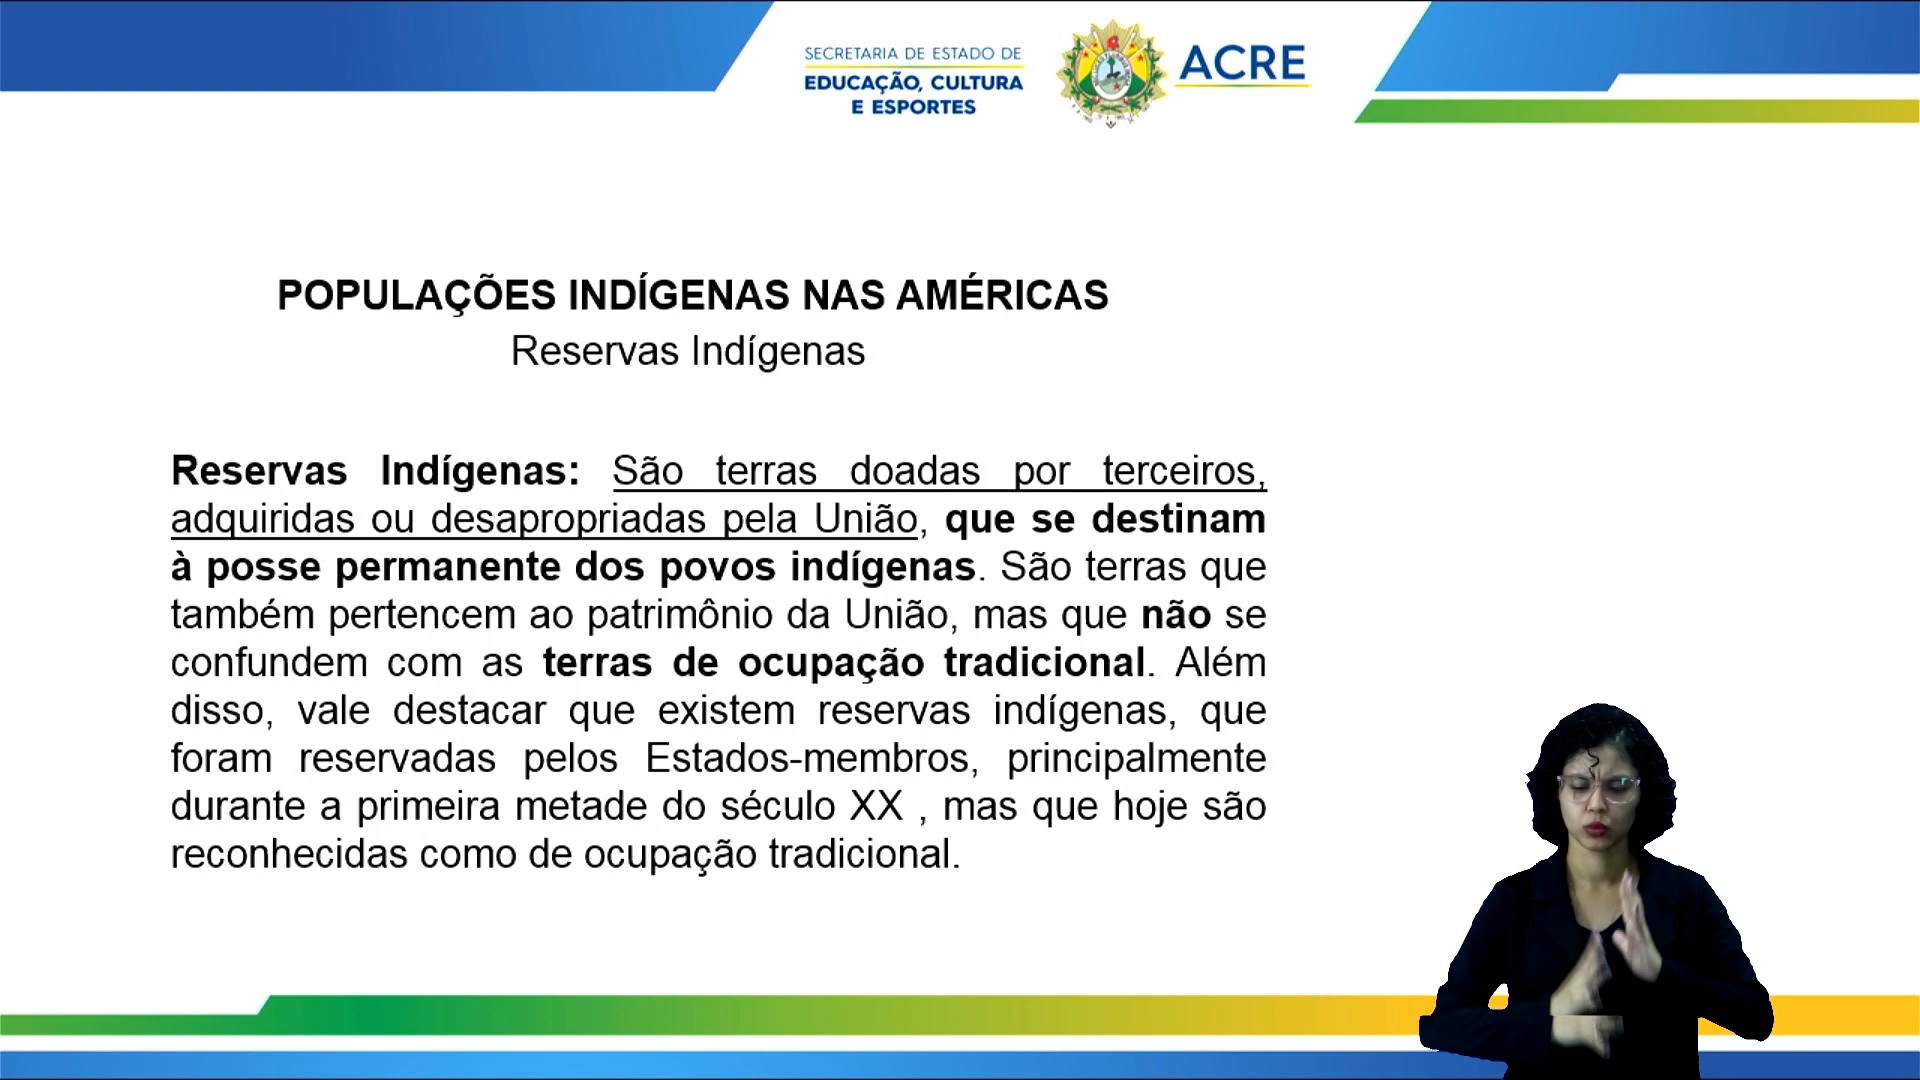 SECRETARIA DE ESTADO DE
EDUCAÇÃO, CULTURA
E ESPORTES
ACRE
POPULAÇÕES INDÍGENAS NAS AMÉRICAS
Reservas Indígenas
Reservas Indígenas: São terras doadas por terceiros,
adquiridas ou desapropriadas pela União, que se destinam
à posse permanente dos povos indígenas. São terras que
também pertencem ao patrimônio da União, mas que não se
confundem com as terras de ocupação tradicional. Além
disso, vale destacar que existem reservas indígenas, que
foram reservadas pelos Estados-membros, principalmente
durante a primeira metade do século XX , mas que hoje são
reconhecidas como de ocupação tradicional.